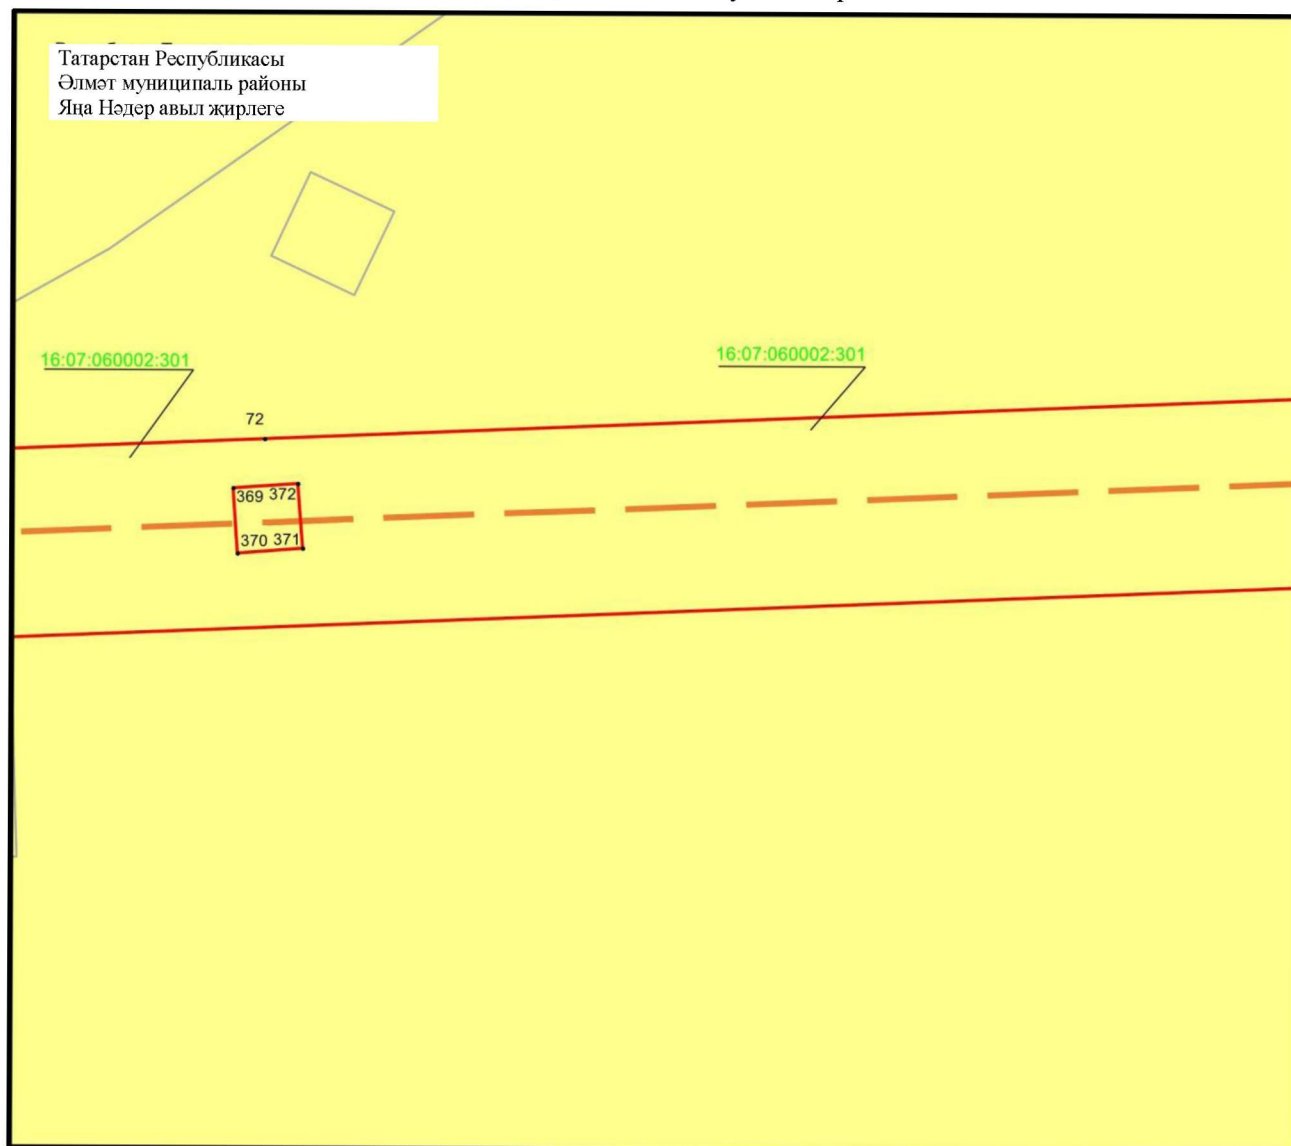 Татарстан Республикасы
Әлмәт муниципаль районы
Яңа Нәдер авыл җирлеге
16:07:060002:301
16:07:060002:301
72
369 372
370 371